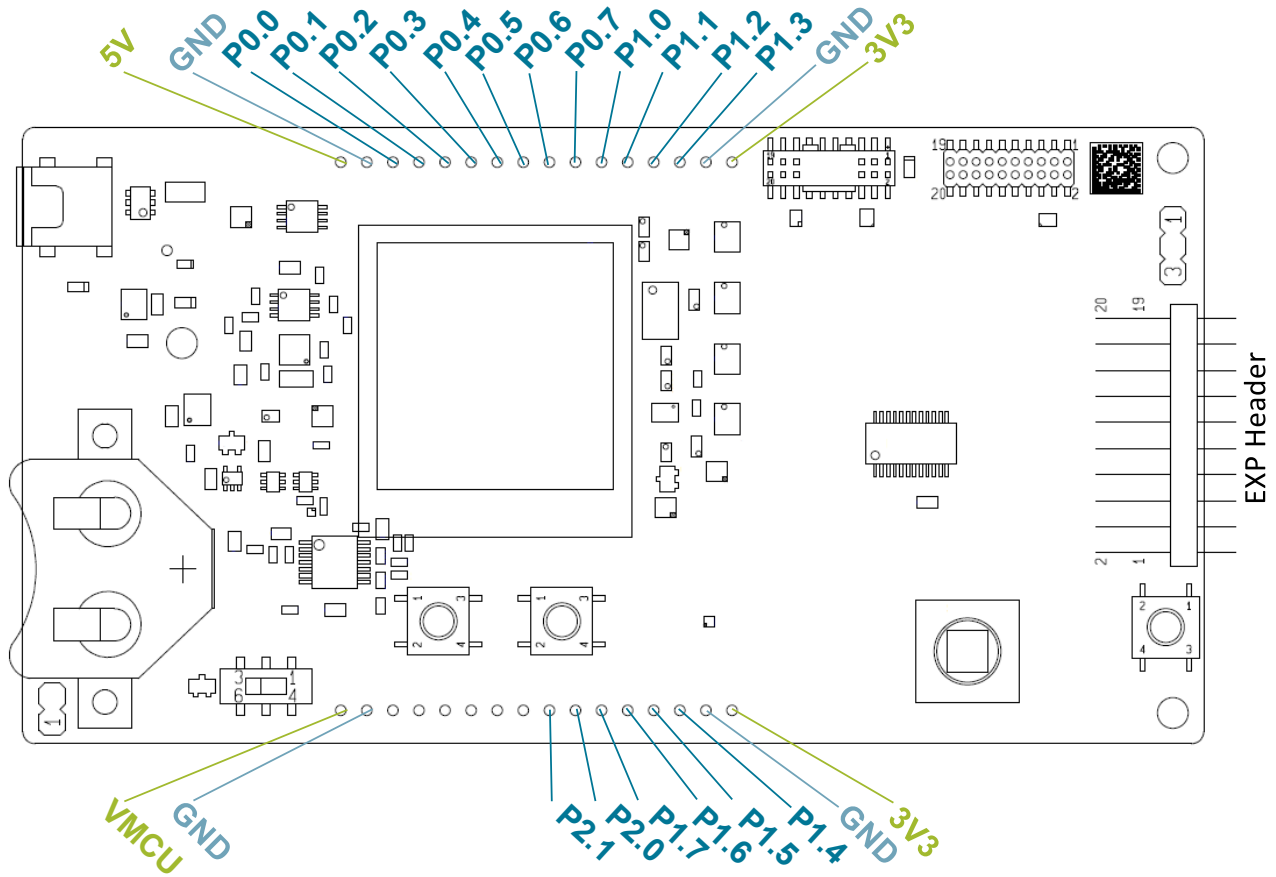 5V
GND
P0.0
P0.1
P0.2
P0.3
P0.4
P0.5
P0.6
P0.7
P1.0
P1.1
P1.2
P1.3
GND
3V3
19
1
20
2
1
3
20
19
EXP Header
2
1
1
3
2
4
1
3
2
4
2
1
4
3
3
1
6
4
1
VMCU
GND
P2.1
P2.0
P1.7
P1.6
P1.5
P1.4
GND
3V3